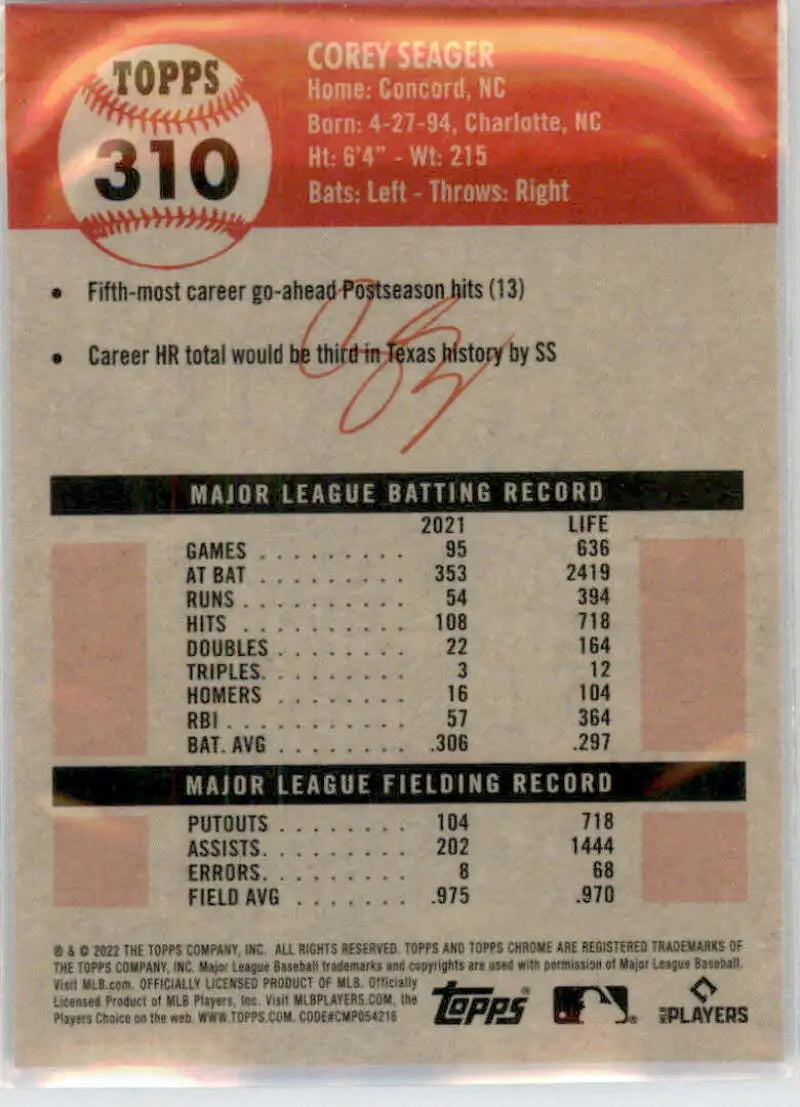 TOPPS
310
COREY SEAGER
Home: Concord, NC
Born: 4-27-94, Charlotte, NC
Ht: 6'4" - Wt: 215
Bats: Left - Throws: Right
• Fifth-most career go-ahead Postseason hits (13)
• Career HR total would be third in Texas history by SS
MAJOR LEAGUE BATTING RECORD
2021 LIFE
GAMES . . . . . . . . . 95 636
AT BAT . . . . . . . . . 353 2419
RUNS . . . . . . . . . . 54 394
HITS . . . . . . . . . . 108 718
DOUBLES . . . . . . . . 22 164
TRIPLES. . . . . . . . . 3 12
HOMERS . . . . . . . . 16 104
RBI . . . . . . . . . . . 57 364
BAT. AVG . . . . . . . . .306 .297
MAJOR LEAGUE FIELDING RECORD
PUTOUTS . . . . . . . . 104 718
ASSISTS. . . . . . . . . 202 1444
ERRORS. . . . . . . . . 8 68
FIELD AVG . . . . . . . .975 .970
® & © 2022 THE TOPPS COMPANY, INC. ALL RIGHTS RESERVED. TOPPS AND TOPPS CHROME ARE REGISTERED TRADEMARKS OF
THE TOPPS COMPANY, INC. Major League Baseball trademarks and copyrights are used with permission of Major League Baseball.
Visit MLB.com. OFFICIALLY LICENSED PRODUCT OF MLB. Officially
Licensed Product of MLB Players, Inc. Visit MLBPLAYERS.COM, the
Players Choice on the web. WWW.TOPPS.COM. CODE#CMP054216
TOPPS®
MLB PLAYERS